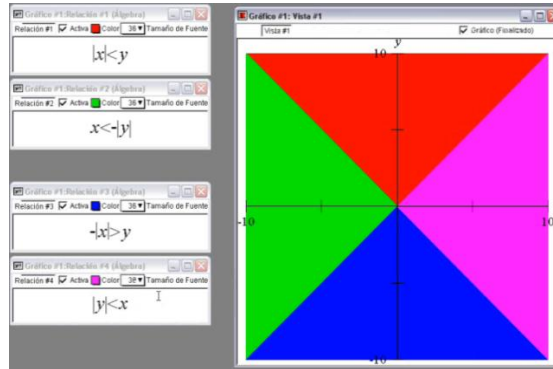 Gráfico #1:Relación #1 (Álgebra)
Relación #1 Activa Color 36 Tamaño de Fuente
|x|<y
Gráfico #1:Relación #2 (Álgebra)
Relación #2 Activa Color 36 Tamaño de Fuente
x<-|y|
Gráfico #1:Relación #3 (Álgebra)
Relación #3 Activa Color 36 Tamaño de Fuente
-|x|>y
Gráfico #1:Relación #4 (Álgebra)
Relación #4 Activa Color 36 Tamaño de Fuente
|y|<x
Gráfico #1: Vista #1
Vista #1 Gráfico (Finalizado)
y
10
-10 10
-10